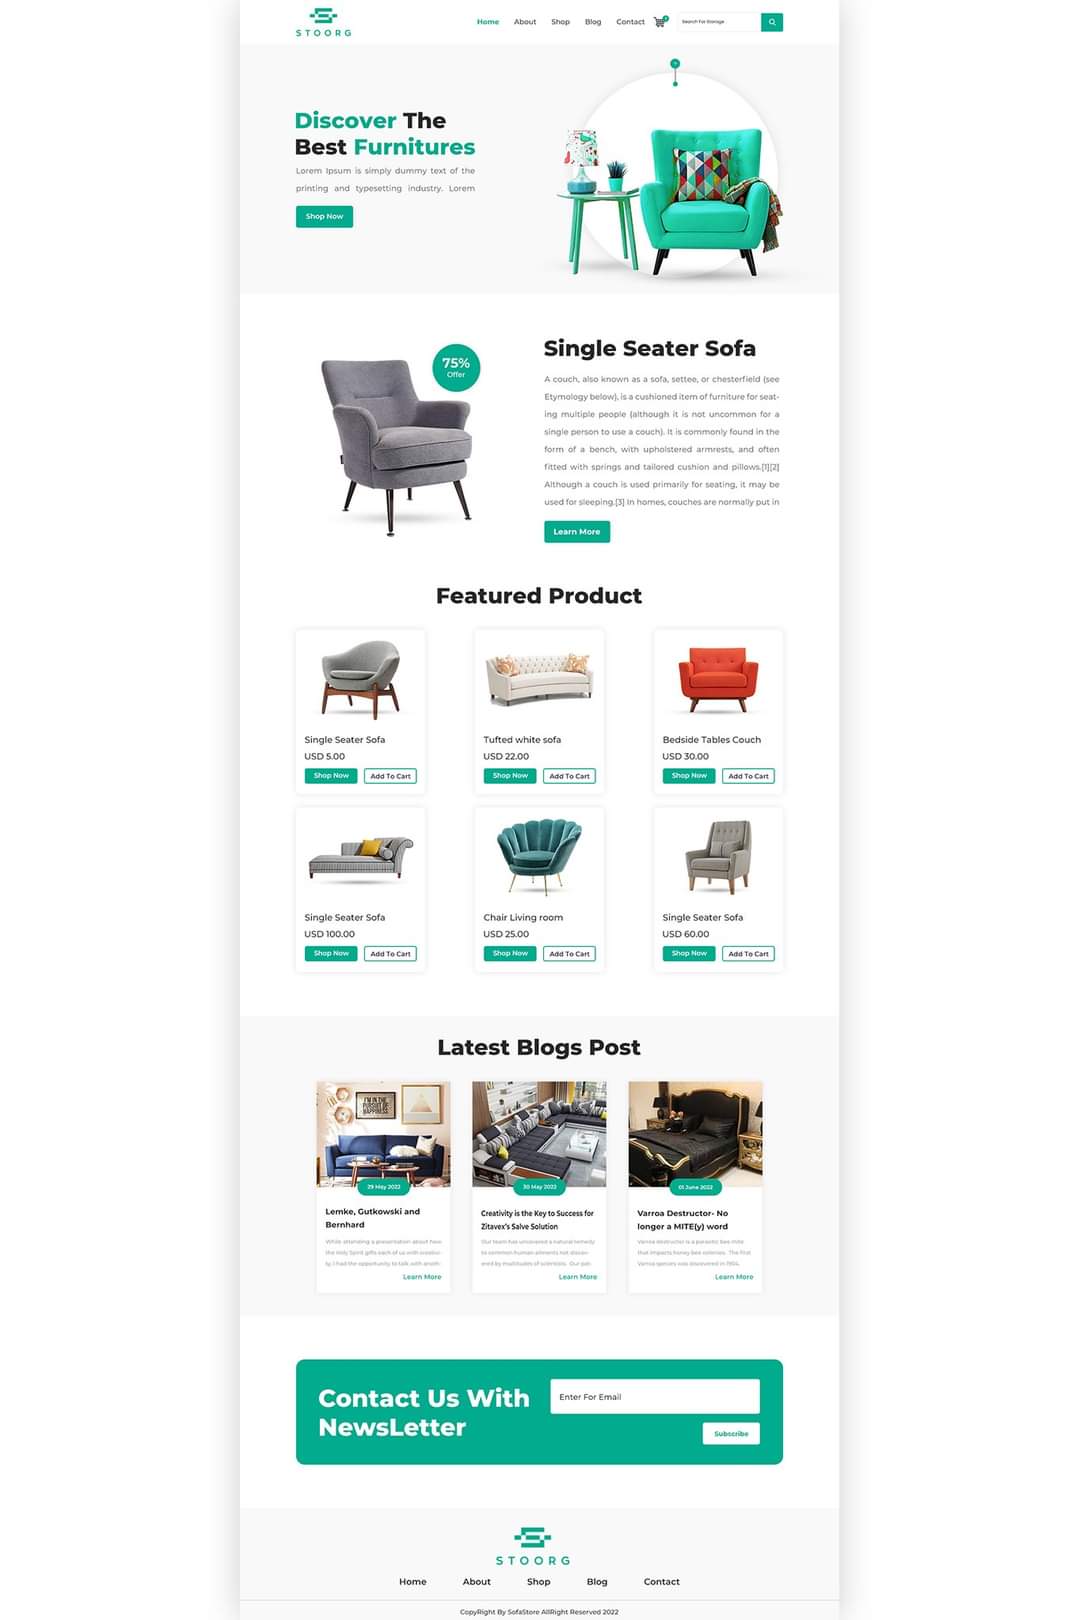 STOORG
Home About Shop Blog Contact
Search For Storage
Discover The
Best Furnitures
Lorem Ipsum is simply dummy text of the
printing and typesetting industry. Lorem
Shop Now
75%
Offer
Single Seater Sofa
A couch, also known as a sofa, settee, or chesterfield (see
Etymology below), is a cushioned item of furniture for seat-
ing multiple people (although it is not uncommon for a
single person to use a couch). It is commonly found in the
form of a bench, with upholstered armrests, and often
fitted with springs and tailored cushion and pillows.[1][2]
Although a couch is used primarily for seating, it may be
used for sleeping.[3] In homes, couches are normally put in
Learn More
Featured Product
Single Seater Sofa
USD 5.00
Shop Now Add To Cart
Tufted white sofa
USD 22.00
Shop Now Add To Cart
Bedside Tables Couch
USD 30.00
Shop Now Add To Cart
Single Seater Sofa
USD 100.00
Shop Now Add To Cart
Chair Living room
USD 25.00
Shop Now Add To Cart
Single Seater Sofa
USD 60.00
Shop Now Add To Cart
Latest Blogs Post
I'M IN THE
PURSUIT OF
HAPPINESS
29 May 2022
Lemke, Gutkowski and
Bernhard
While attending a presentation about how
the Holy Spirit gifts each of us with creativi-
ty, I had the opportunity to talk with anoth-
Learn More
30 May 2022
Creativity is the Key to Success for
Zitavex's Salve Solution
Our team has uncovered a natural remedy
to common human ailments not discov-
ered by multitudes of scientists. Our pat-
Learn More
01 June 2022
Varroa Destructor- No
longer a MITE(y) word
Varroa destructor is a parasitic bee mite
that impacts honey bee colonies. The first
Varroa species was discovered in 1904.
Learn More
Contact Us With
NewsLetter
Enter For Email
Subscribe
STOORG
Home About Shop Blog Contact
CopyRight By SofaStore AllRight Reserved 2022